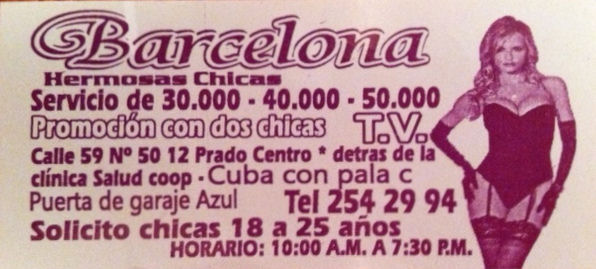 Barcelona
Hermosas Chicas
Servicio de 30.000 - 40.000 - 50.000
Promoción con dos chicas T.V.
Calle 59 Nº 50 12 Prado Centro * detras de la
clínica Salud coop - Cuba con pala c
Puerta de garaje Azul Tel 254 29 94
Solicito chicas 18 a 25 años
HORARIO: 10:00 A.M. A 7:30 P.M.